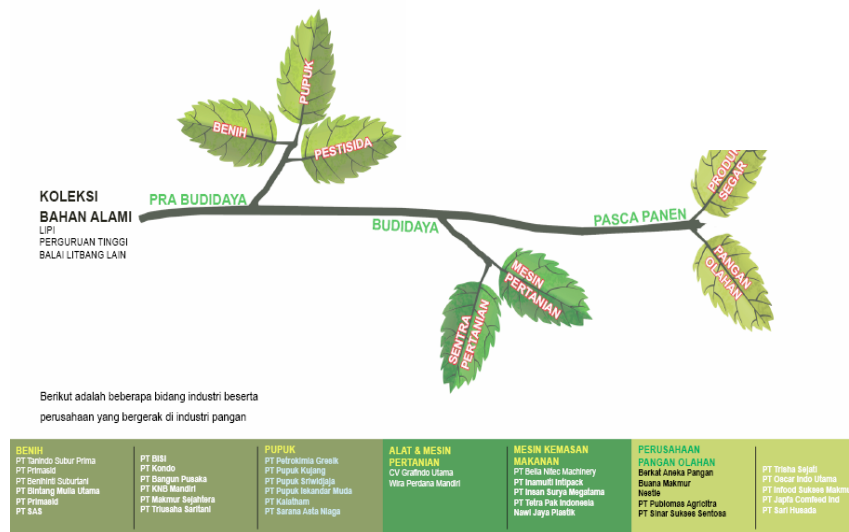 PUPUK
BENIH
PESTISIDA
KOLEKSI
BAHAN ALAMI
LIPI
PERGURUAN TINGGI
BALAI LITBANG LAIN
PRA BUDIDAYA
BUDIDAYA
PASCA PANEN
PRODUK
SEGAR
PANGAN
OLAHAN
MESIN
PERTANIAN
SENTRA
PERTANIAN
Berikut adalah beberapa bidang industri beserta
perusahaan yang bergerak di industri pangan
BENIH
PT Tanindo Subur Prima
PT Primasid
PT Benihinti Suburtani
PT Bintang Mulia Utama
PT Primasid
PT SAS
PT BISI
PT Kondo
PT Bangun Pusaka
PT KNB Mandiri
PT Makmur Sejahtera
PT Triusaha Saritani
PUPUK
PT Petrokimia Gresik
PT Pupuk Kujang
PT Pupuk Sriwidjaja
PT Pupuk Iskandar Muda
PT Kalatham
PT Sarana Asta Niaga
ALAT & MESIN
PERTANIAN
CV Grafindo Utama
Wira Perdana Mandiri
MESIN KEMASAN
MAKANAN
PT Bella Nitec Machinery
PT Inamulti Intipack
PT Insan Surya Megatama
PT Tetra Pak Indonesia
Nawi Jaya Plastik
PERUSAHAAN
PANGAN OLAHAN
Berkat Aneka Pangan
Buana Makmur
Nestle
PT Publomas Agricitra
PT Sinar Sukses Sentosa
PT Trisha Sejati
PT Oscar Indo Utama
PT Infood Sukses Makmu
PT Japfa Comfeed Ind
PT Sari Husada